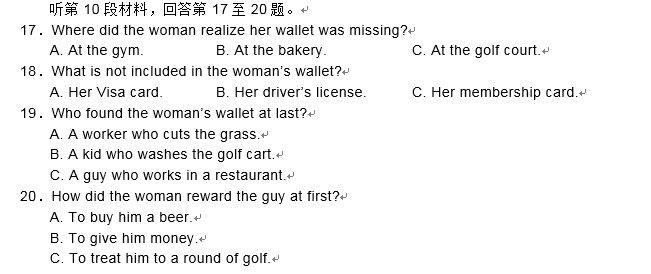 听第 10 段材料，回答第 17 至 20 题。
17．Where did the woman realize her wallet was missing?
A. At the gym. B. At the bakery. C. At the golf court.
18．What is not included in the woman's wallet?
A. Her Visa card. B. Her driver's license. C. Her membership card.
19．Who found the woman's wallet at last?
A. A worker who cuts the grass.
B. A kid who washes the golf cart.
C. A guy who works in a restaurant.
20．How did the woman reward the guy at first?
A. To buy him a beer.
B. To give him money.
C. To treat him to a round of golf.